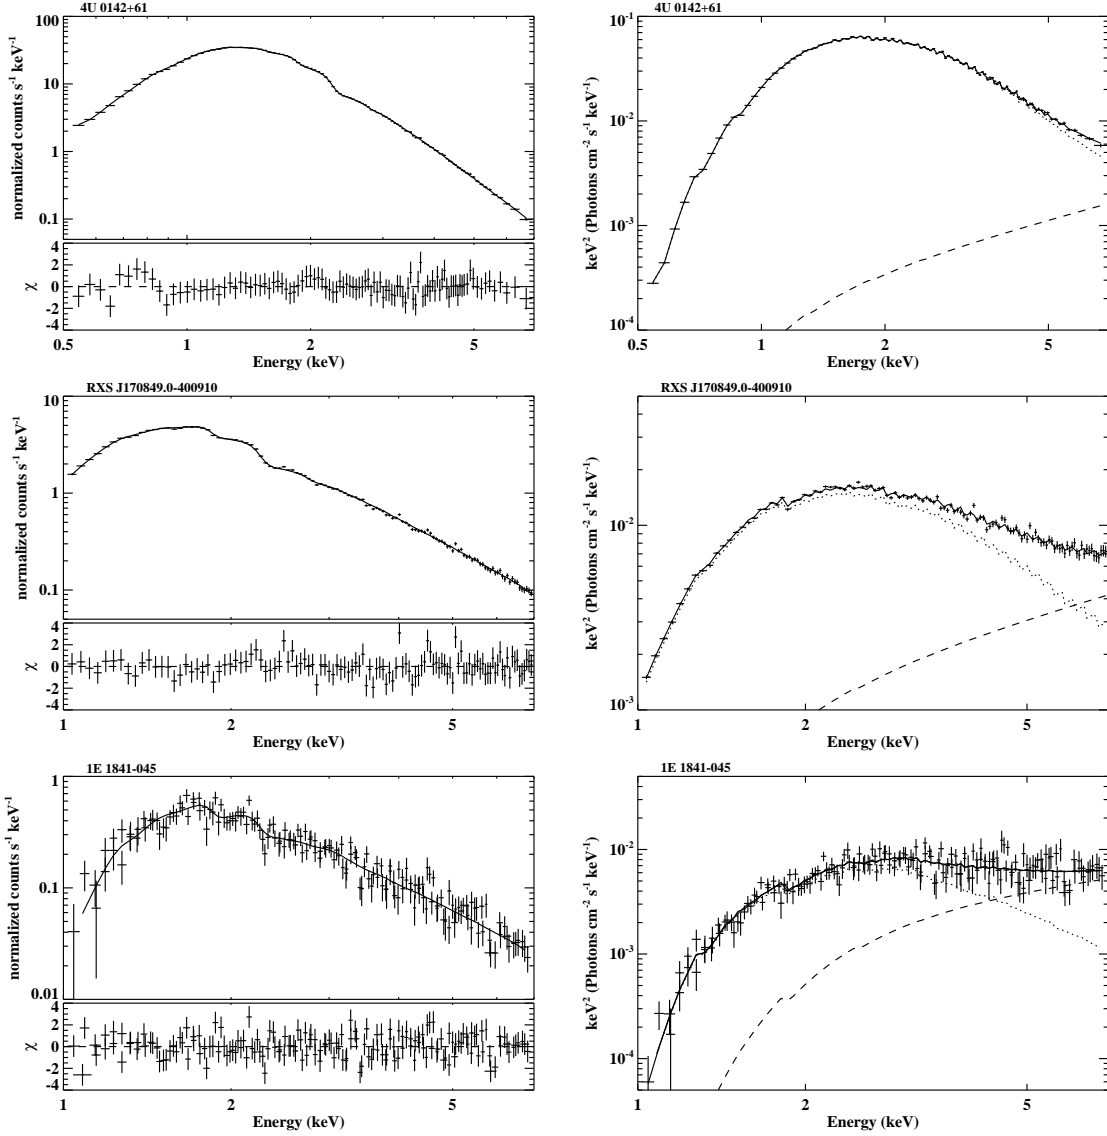 4U 0142+61
100
10
1
0.1
normalized counts s-1 keV-1
4
2
0
-2
-4
χ
0.5
1
2
5
Energy (keV)
4U 0142+61
10-1
10-2
10-3
10-4
keV2 (Photons cm-2 s-1 keV-1)
0.5
1
2
5
Energy (keV)
RXS J170849.0-400910
10
1
0.1
normalized counts s-1 keV-1
4
2
0
-2
-4
χ
1
2
5
Energy (keV)
RXS J170849.0-400910
10-2
10-3
keV2 (Photons cm-2 s-1 keV-1)
1
2
5
Energy (keV)
1E 1841-045
1
0.1
0.01
normalized counts s-1 keV-1
4
2
0
-2
-4
χ
1
2
5
Energy (keV)
1E 1841-045
10-2
10-3
10-4
keV2 (Photons cm-2 s-1 keV-1)
1
2
5
Energy (keV)